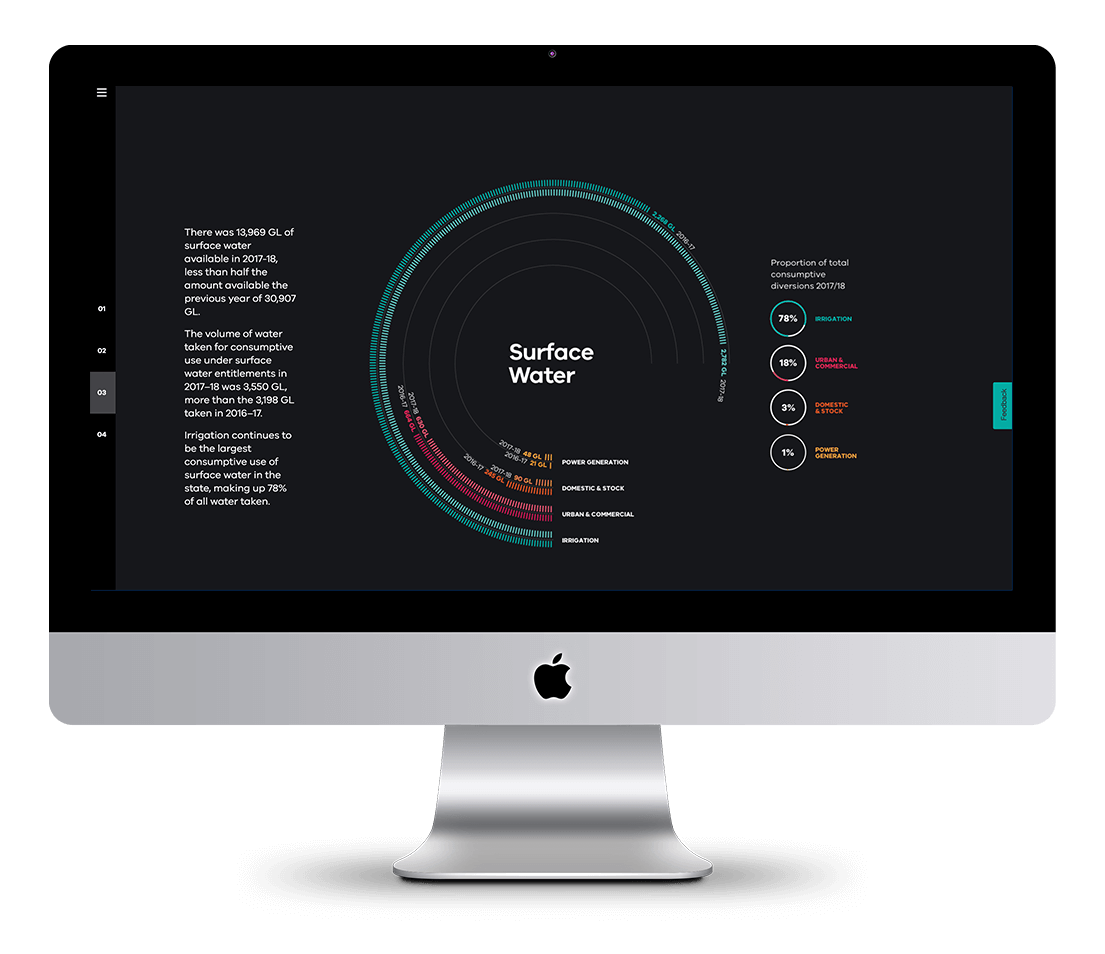 There was 13,969 GL of
surface water
available in 2017-18,
less than half the
amount available the
previous year of 30,907
GL.
The volume of water
taken for consumptive
use under surface
water entitlements in
2017–18 was 3,550 GL,
more than the 3,198 GL
taken in 2016–17.
Irrigation continues to
be the largest
consumptive use of
surface water in the
state, making up 78%
of all water taken.
01
02
03
04
Surface
Water
2,268 GL 2016-17
2,782 GL 2017-18
2016-17 664 GL
2017-18 630 GL
2017-18 48 GL
2016-17 21 GL
POWER GENERATION
2017-18 90 GL
2016-17 245 GL
DOMESTIC & STOCK
URBAN & COMMERCIAL
IRRIGATION
Proportion of total
consumptive
diversions 2017/18
78% IRRIGATION
18% URBAN &
COMMERCIAL
3% DOMESTIC
& STOCK
1% POWER
GENERATION
Feedback